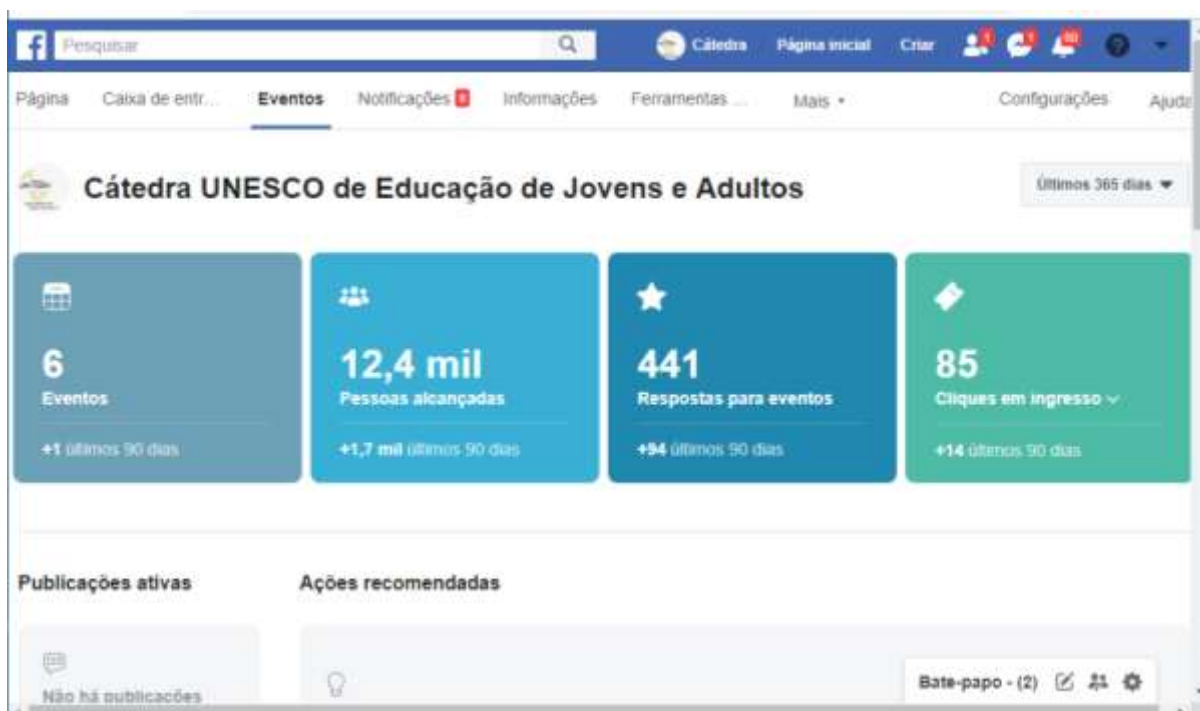 Pesquisar Cátedra Página inicial Criar
Página Caixa de entr... Eventos Notificações Informações Ferramentas ... Mais Configurações Ajuda
Cátedra UNESCO de Educação de Jovens e Adultos
Últimos 365 dias
6
Eventos
+1 últimos 90 dias
12,4 mil
Pessoas alcançadas
+1,7 mil últimos 90 dias
441
Respostas para eventos
+94 últimos 90 dias
85
Cliques em ingresso
+14 últimos 90 dias
Publicações ativas
Ações recomendadas
Não há publicações
Bate-papo - (2)